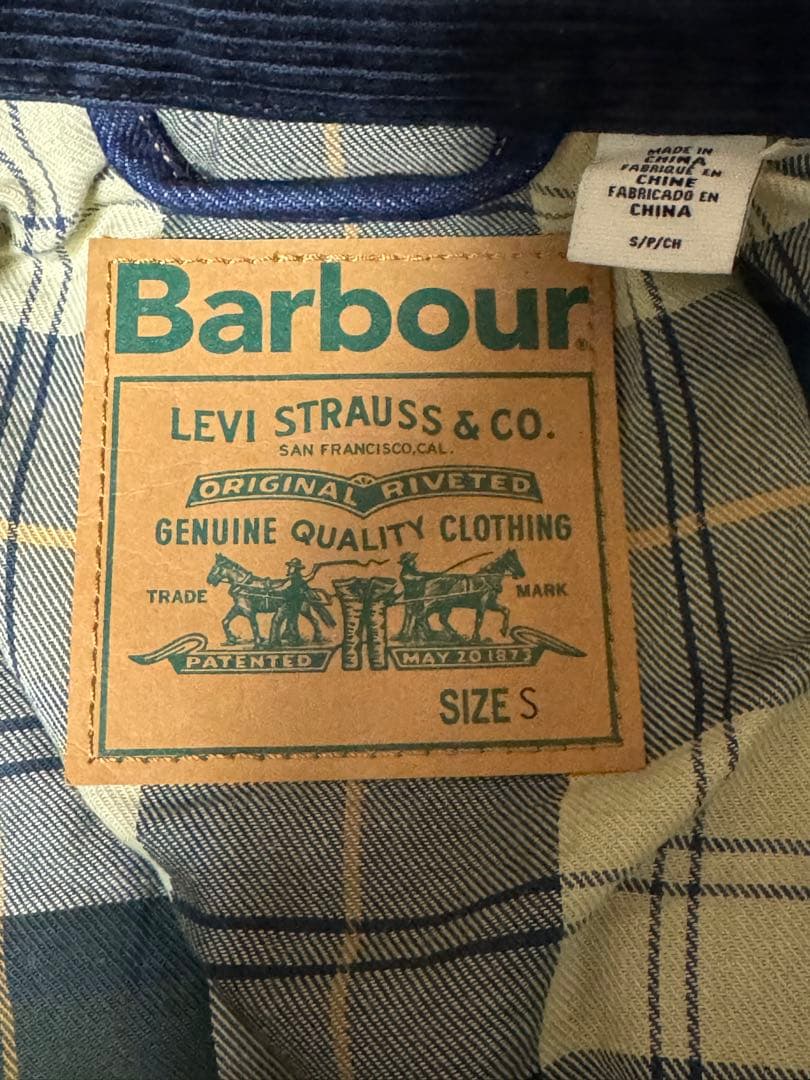 MADE IN
CHINA
FABRIQUÉ EN
CHINE
FABRICADO EN
CHINA
S/P/CH
Barbour®
LEVI STRAUSS & CO.
SAN FRANCISCO, CAL.
ORIGINAL RIVETED
GENUINE QUALITY CLOTHING
TRADE MARK
PATENTED MAY 20 1873
SIZE S